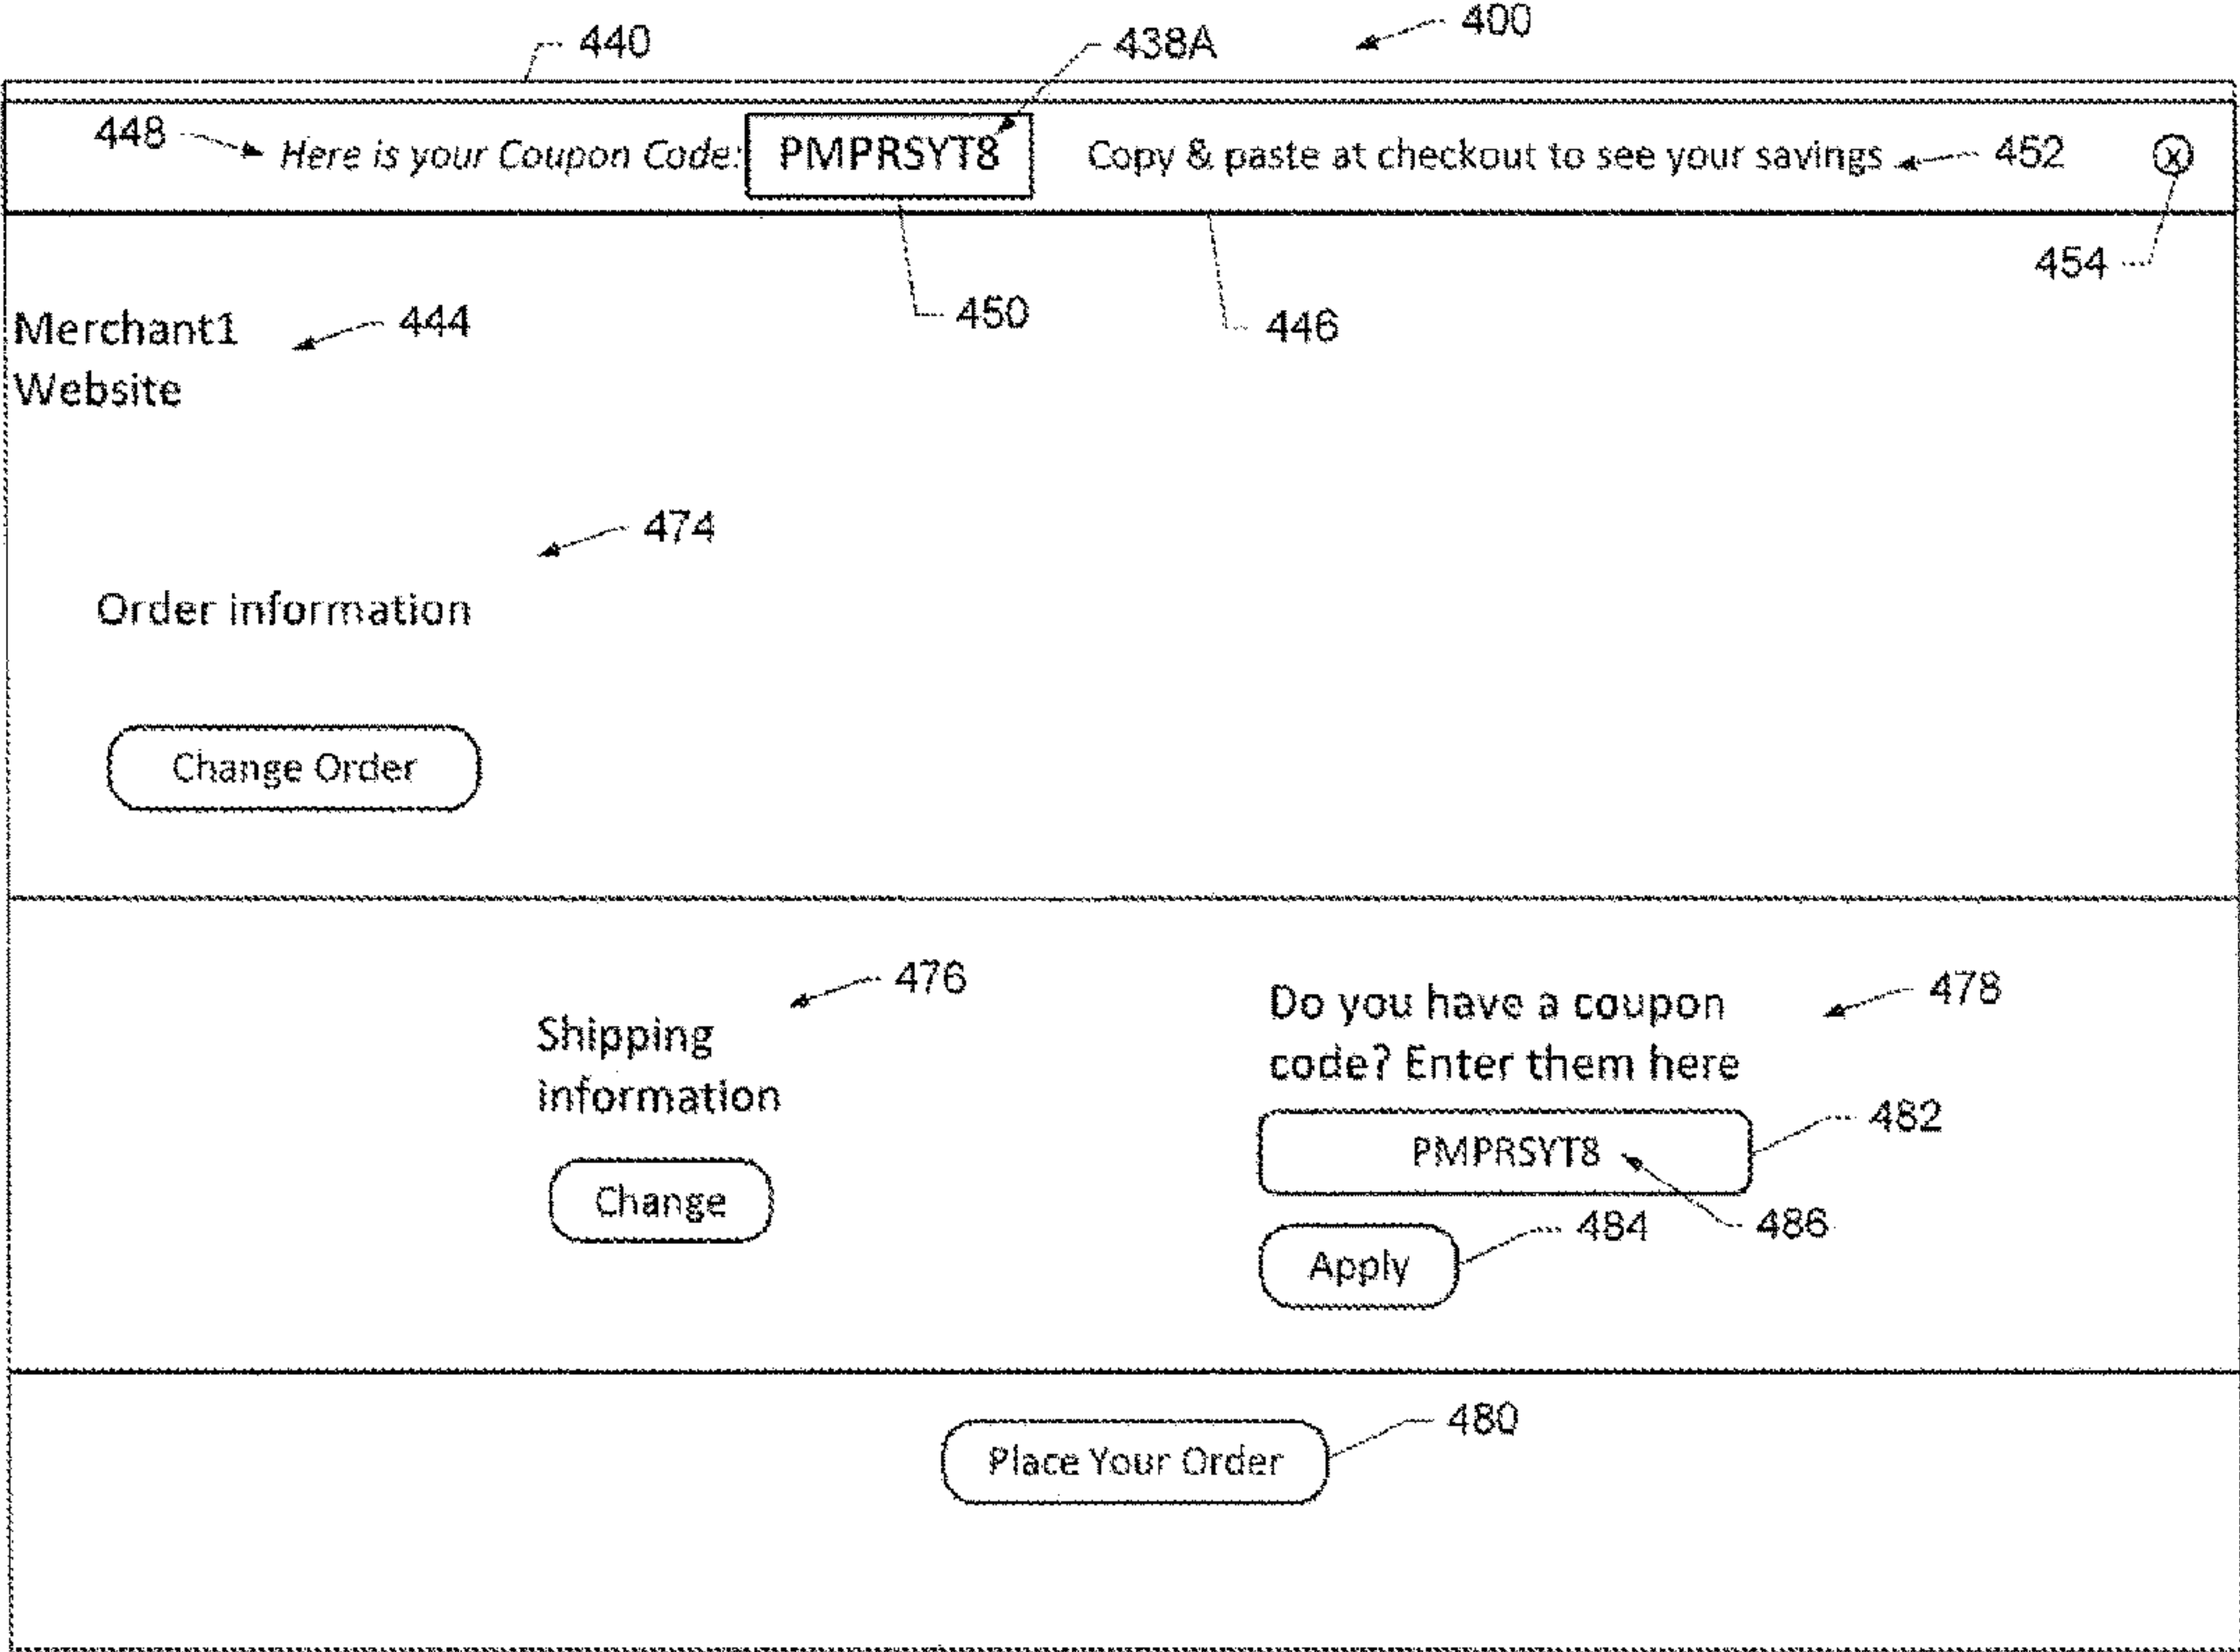 440
438A
400
448
Here is your Coupon Code:
PMPRSYT8
Copy & paste at checkout to see your savings
452
x
454
450
446
Merchant1
Website
444
474
Order information
Change Order
476
Shipping
information
Change
478
Do you have a coupon
code? Enter them here
482
PMPRSYT8
486
484
Apply
480
Place Your Order